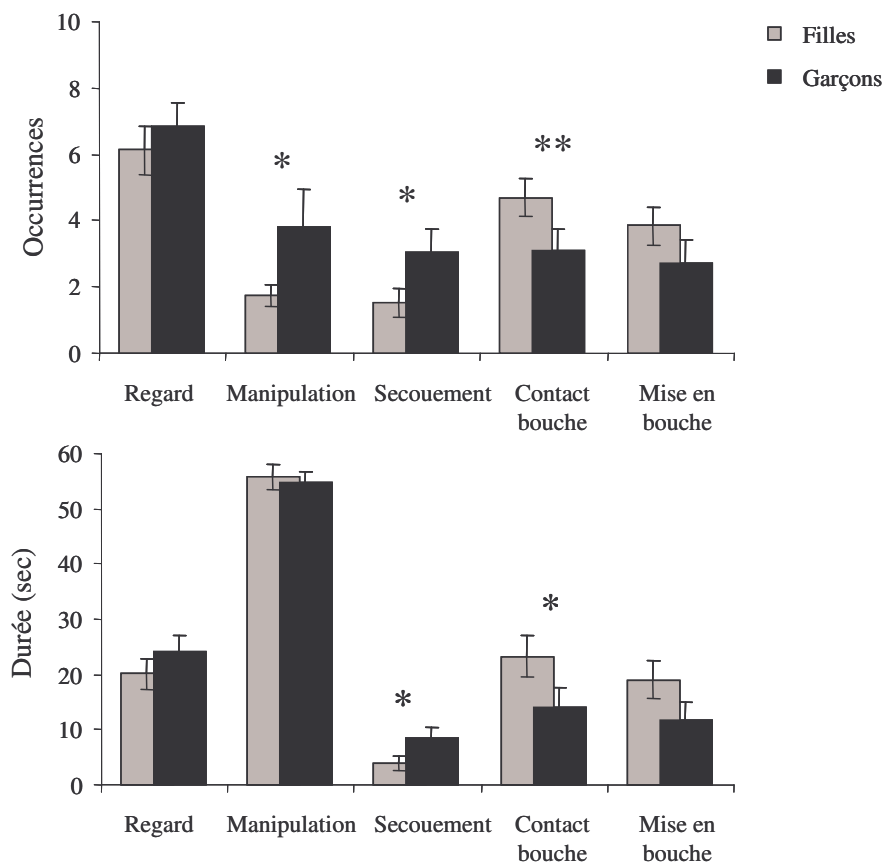 10
Filles
Garçons
8
**
6
*
*
4
2
0
Occurrences
Regard
Manipulation
Secouement
Contact
bouche
Mise en
bouche
60
50
40
*
30
20
*
10
0
Durée (sec)
Regard
Manipulation
Secouement
Contact
bouche
Mise en
bouche